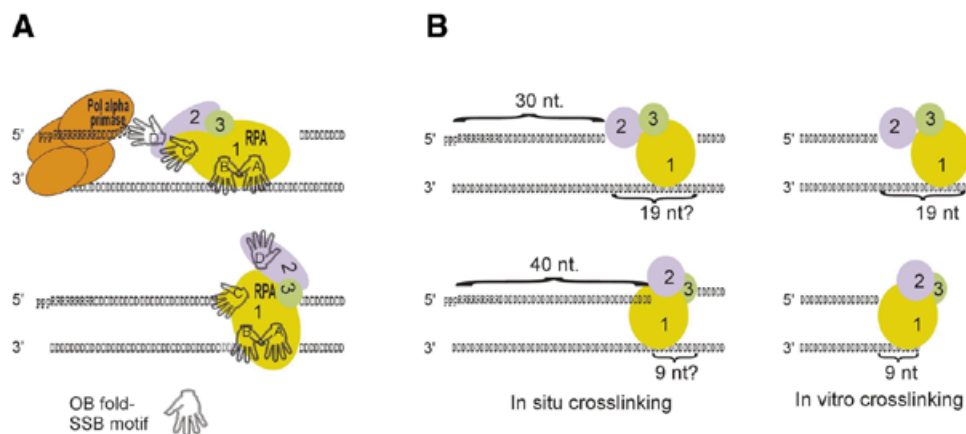 A
B
Pol alpha
primase
D
2
3
C
1
RPA
B
A
5'
3'
D
2
3
C
RPA
1
B
A
5'
3'
OB fold-
SSB motif
30 nt.
2
3
1
5'
3'
19 nt?
40 nt.
2
3
1
5'
3'
9 nt?
In situ crosslinking
2
3
1
5'
3'
19 nt
2
3
1
5'
3'
9 nt
In vitro crosslinking